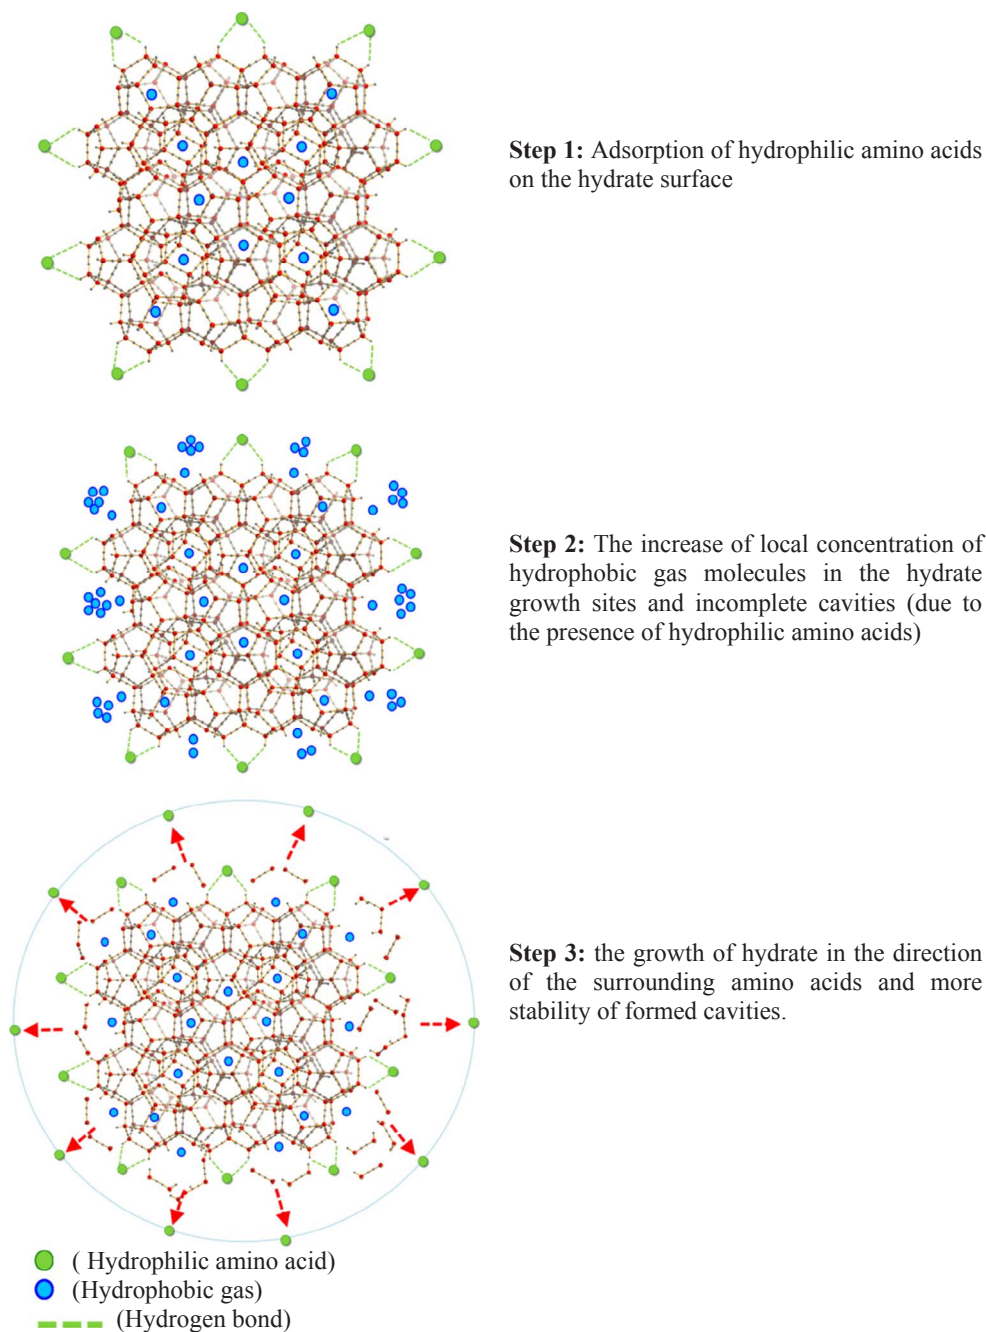 Step 1: Adsorption of hydrophilic amino acids
on the hydrate surface
Step 2: The increase of local concentration of
hydrophobic gas molecules in the hydrate
growth sites and incomplete cavities (due to
the presence of hydrophilic amino acids)
Step 3: the growth of hydrate in the direction
of the surrounding amino acids and more
stability of formed cavities.
( Hydrophilic amino acid)
(Hydrophobic gas)
(Hydrogen bond)